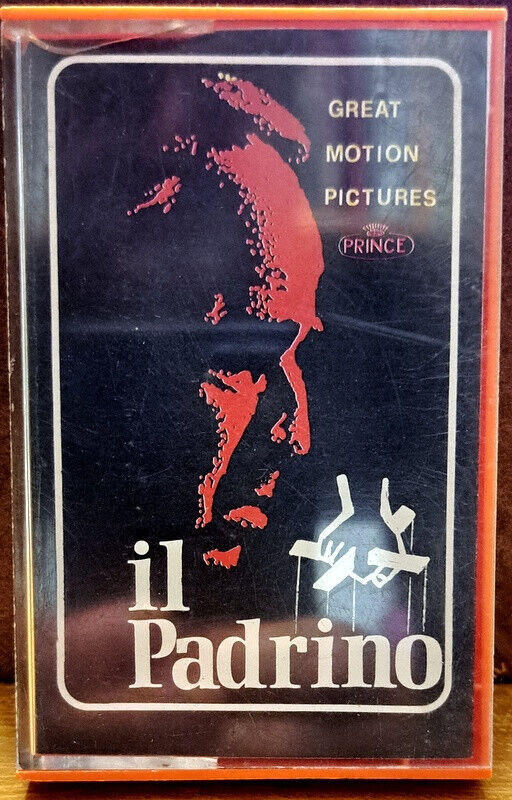 GREAT
MOTION
PICTURES
PRINCE
il
Padrino